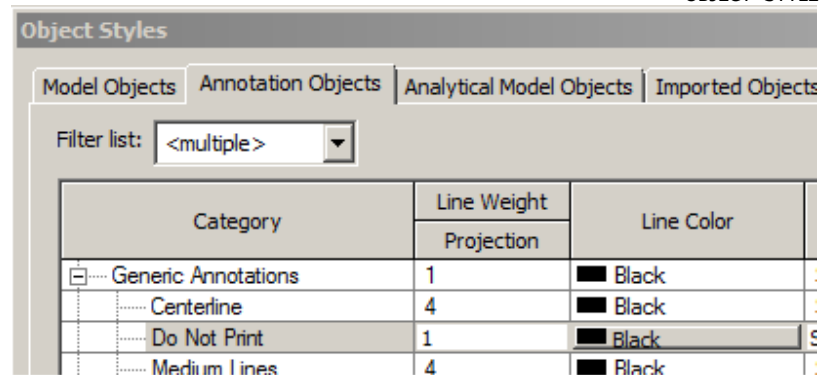 Object Styles
Model Objects Annotation Objects Analytical Model Objects Imported Objects
Filter list: <multiple>
Category Line Weight Line Color
Projection
Generic Annotations 1 Black
Centerline 4 Black
Do Not Print 1 Black
Medium Lines 4 Black